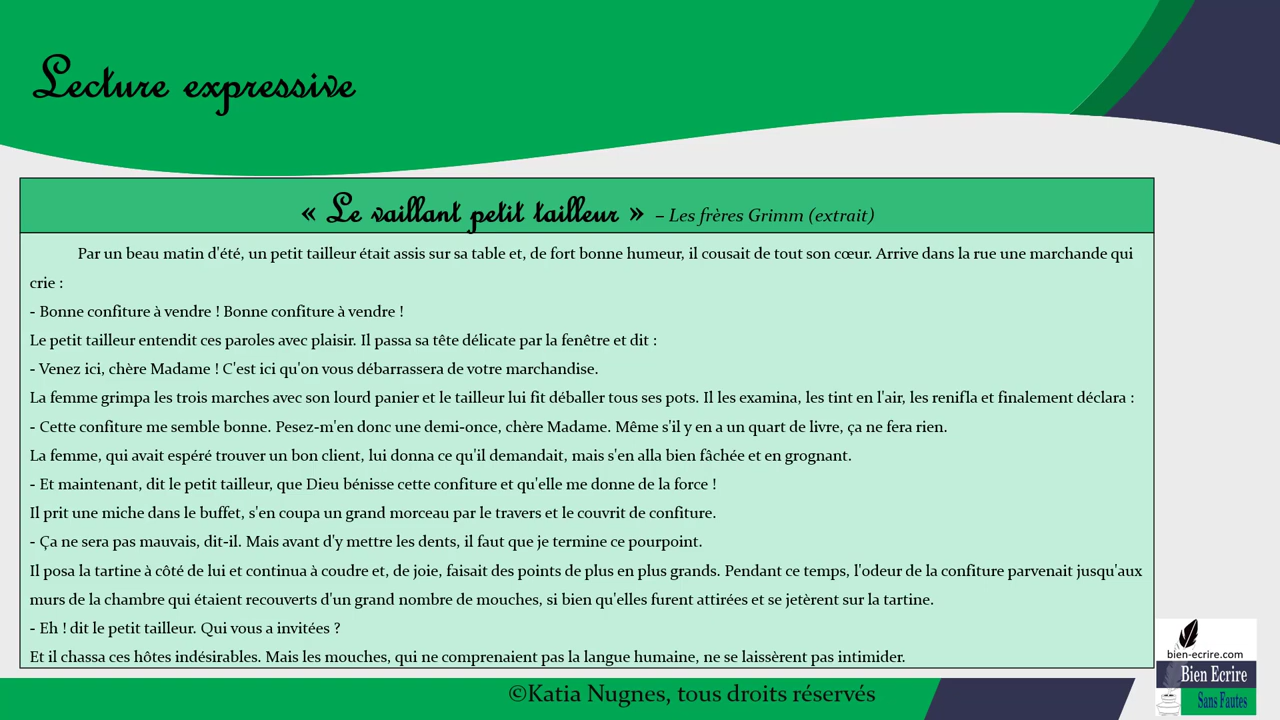 Lecture expressive
« Le vaillant petit tailleur » – Les frères Grimm (extrait)
Par un beau matin d'été, un petit tailleur était assis sur sa table et, de fort bonne humeur, il cousait de tout son cœur. Arrive dans la rue une marchande qui
crie :
- Bonne confiture à vendre ! Bonne confiture à vendre !
Le petit tailleur entendit ces paroles avec plaisir. Il passa sa tête délicate par la fenêtre et dit :
- Venez ici, chère Madame ! C'est ici qu'on vous débarrassera de votre marchandise.
La femme grimpa les trois marches avec son lourd panier et le tailleur lui fit déballer tous ses pots. Il les examina, les tint en l'air, les renifla et finalement déclara :
- Cette confiture me semble bonne. Pesez-m'en donc une demi-once, chère Madame. Même s'il y en a un quart de livre, ça ne fera rien.
La femme, qui avait espéré trouver un bon client, lui donna ce qu'il demandait, mais s'en alla bien fâchée et en grognant.
- Et maintenant, dit le petit tailleur, que Dieu bénisse cette confiture et qu'elle me donne de la force !
Il prit une miche dans le buffet, s'en coupa un grand morceau par le travers et le couvrit de confiture.
- Ça ne sera pas mauvais, dit-il. Mais avant d'y mettre les dents, il faut que je termine ce pourpoint.
Il posa la tartine à côté de lui et continua à coudre et, de joie, faisait des points de plus en plus grands. Pendant ce temps, l'odeur de la confiture parvenait jusqu'aux
murs de la chambre qui étaient recouverts d'un grand nombre de mouches, si bien qu'elles furent attirées et se jetèrent sur la tartine.
- Eh ! dit le petit tailleur. Qui vous a invitées ?
Et il chassa ces hôtes indésirables. Mais les mouches, qui ne comprenaient pas la langue humaine, ne se laissèrent pas intimider.
bien-ecrire.com
Bien Ecrire
Sans Fautes
©Katia Nugnes, tous droits réservés